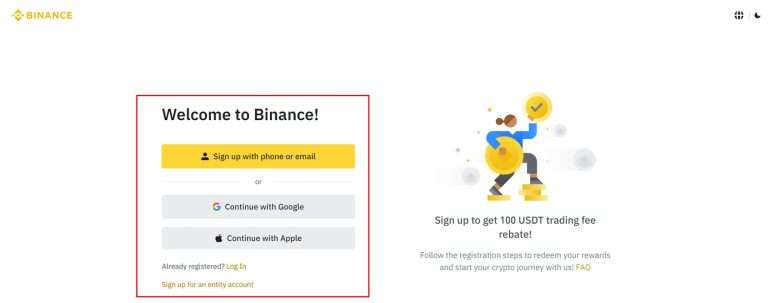 BINANCE
Welcome to Binance!
Sign up with phone or email
or
Continue with Google
Continue with Apple
Already registered? Log In
Sign up for an entity account
Sign up to get 100 USDT trading fee
rebate!
Follow the registration steps to redeem your rewards
and start your crypto journey with us! FAQ